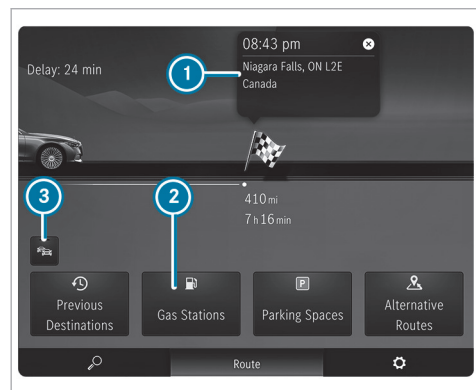 08:43 pm
Delay: 24 min
Niagara Falls, ON L2E
Canada
1
410 mi
7 h 16 min
3
2
P
Previous
Destinations
Gas Stations
Parking Spaces
Alternative
Routes
Route